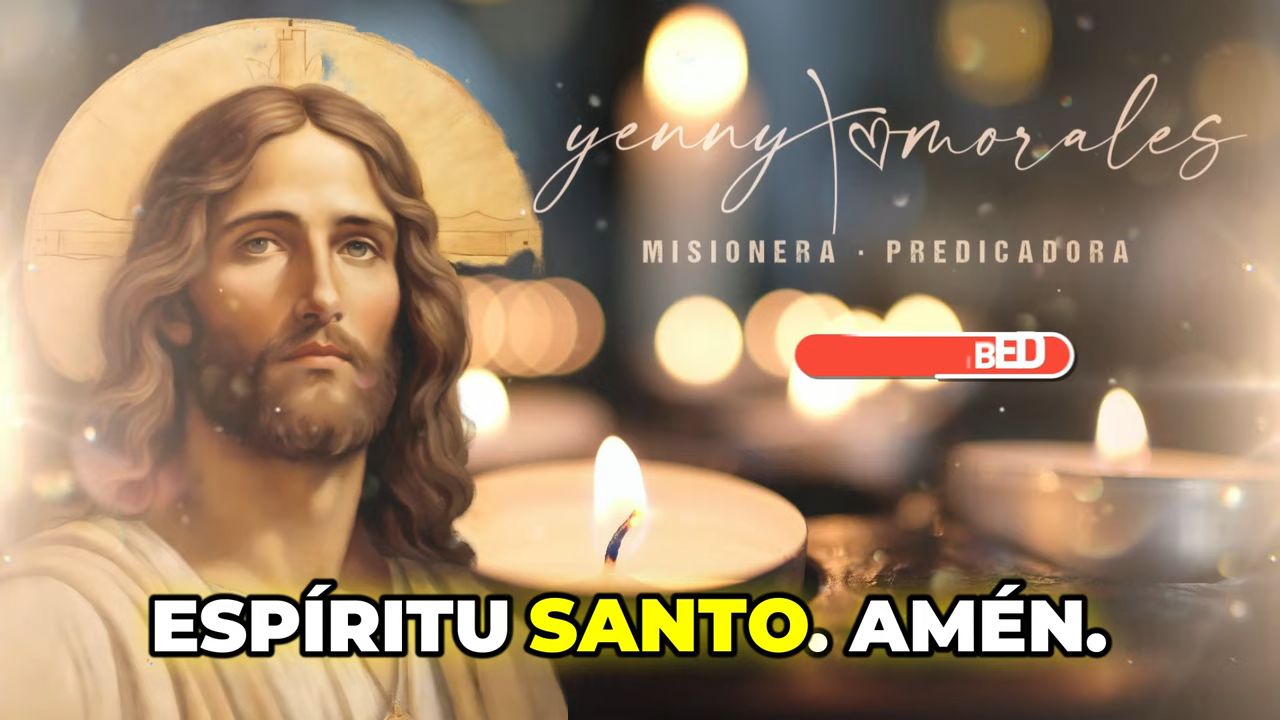 yenny morales
MISIONERA · PREDICADORA
BED
ESPÍRITU SANTO. AMÉN.